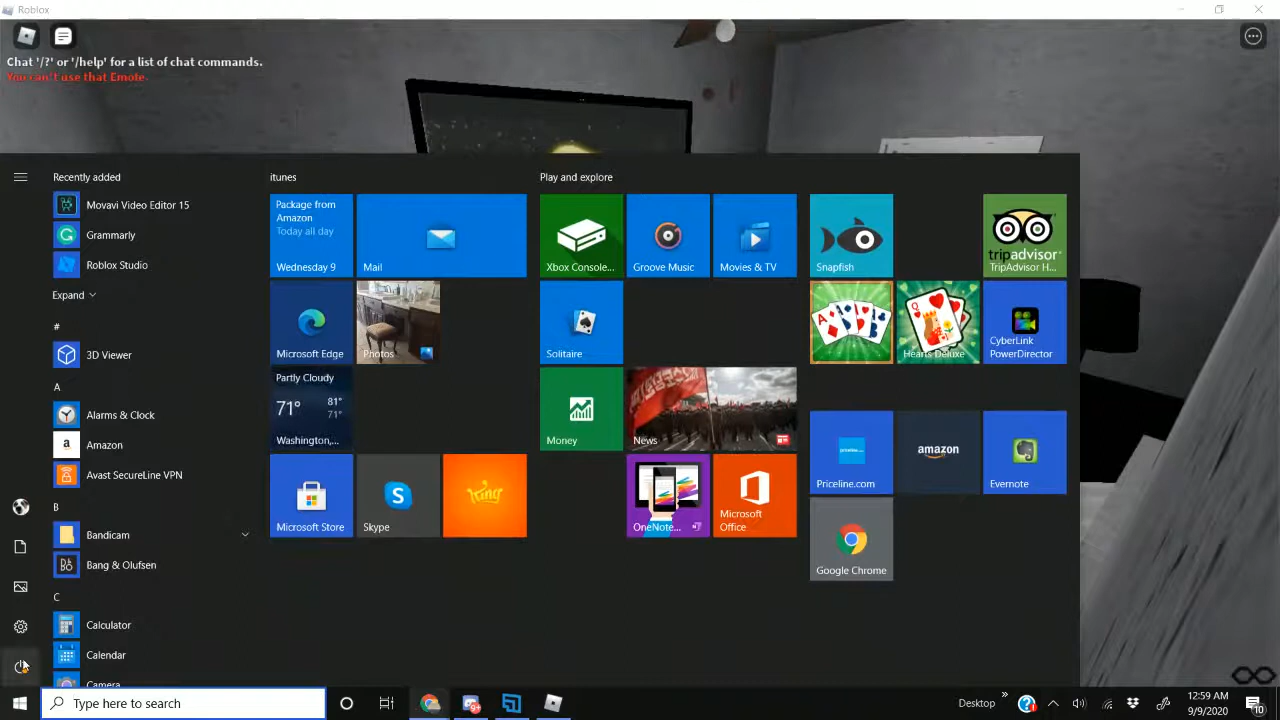 Roblox
Chat '/?' or '/help' for a list of chat commands.
You can't use that Emote.
Recently added
Movavi Video Editor 15
Grammarly
Roblox Studio
Expand
#
3D Viewer
A
Alarms & Clock
a Amazon
Avast SecureLine VPN
B
Bandicam
Bang & Olufsen
C
Calculator
Calendar
Camera
itunes
Package from
Amazon
Today all day
Wednesday 9
Mail
Microsoft Edge
Photos
Partly Cloudy
71° 81°
71°
Washington,...
Microsoft Store
S
Skype
King
Play and explore
Xbox Console...
Groove Music
Movies & TV
Solitaire
Money
News
OneNote...
Microsoft
Office
Snapfish
tripadvisor
TripAdvisor H...
Hearts Deluxe
CyberLink
PowerDirector
priceline.com
Priceline.com
amazon
Evernote
Google Chrome
Type here to search
Desktop
»
12:59 AM
9/9/2020
10